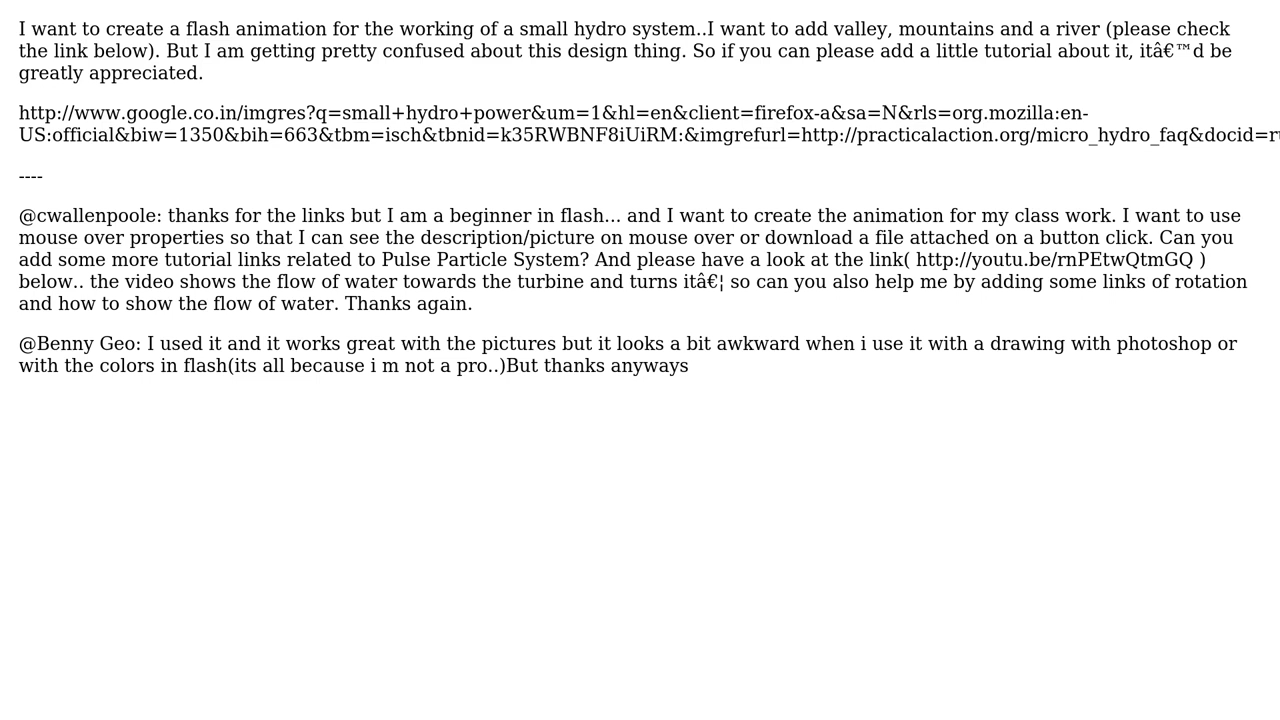 I want to create a flash animation for the working of a small hydro system..I want to add valley, mountains and a river (please check
the link below). But I am getting pretty confused about this design thing. So if you can please add a little tutorial about it, itâ€™d be
greatly appreciated.
http://www.google.co.in/imgres?q=small+hydro+power&um=1&hl=en&client=firefox-a&sa=N&rls=org.mozilla:en-
US:official&biw=1350&bih=663&tbm=isch&tbnid=k35RWBNF8iUiRM:&imgrefurl=http://practicalaction.org/micro_hydro_faq&docid=r
----
@cwallenpoole: thanks for the links but I am a beginner in flash... and I want to create the animation for my class work. I want to use
mouse over properties so that I can see the description/picture on mouse over or download a file attached on a button click. Can you
add some more tutorial links related to Pulse Particle System? And please have a look at the link( http://youtu.be/rnPEtwQtmGQ )
below.. the video shows the flow of water towards the turbine and turns itâ€¦ so can you also help me by adding some links of rotation
and how to show the flow of water. Thanks again.
@Benny Geo: I used it and it works great with the pictures but it looks a bit awkward when i use it with a drawing with photoshop or
with the colors in flash(its all because i m not a pro..)But thanks anyways